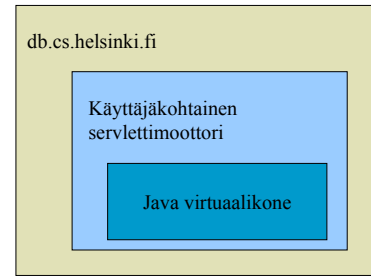 db.cs.helsinki.fi
Käyttäjäkohtainen
servlettimoottori
Java virtuaalikone